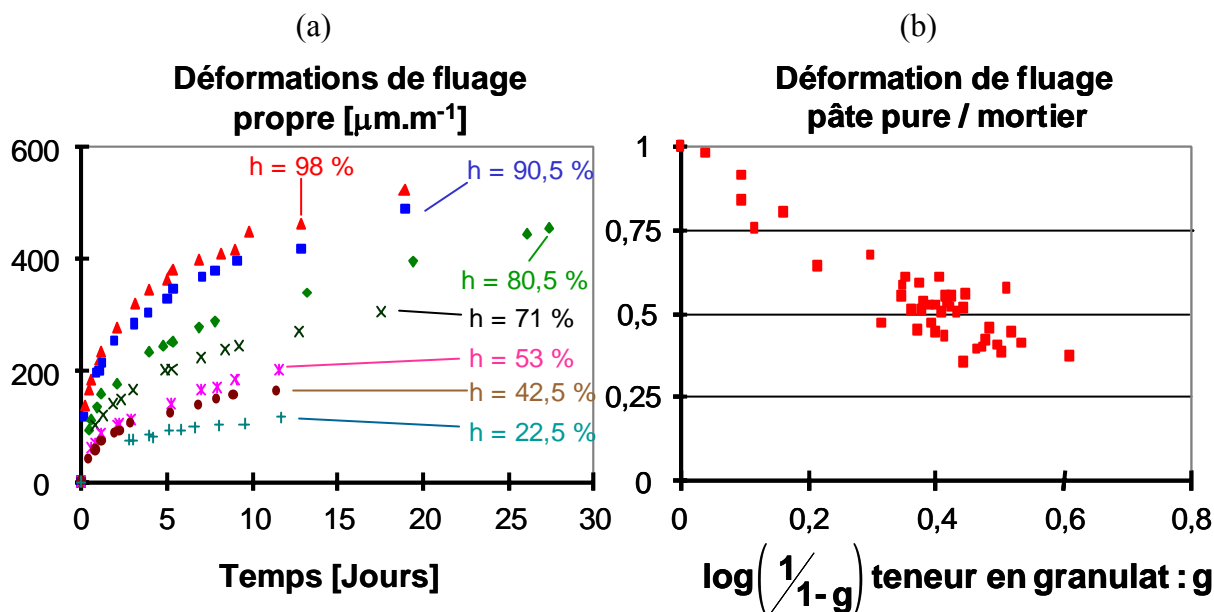 (a)
Déformations de fluage
propre [μm.m⁻¹]
600
400
200
0
h = 98 %
h = 90,5 %
h = 80,5 %
h = 71 %
h = 53 %
h = 42,5 %
h = 22,5 %
0 5 10 15 20 25 30
Temps [Jours]
(b)
Déformation de fluage
pâte pure / mortier
1
0,75
0,5
0,25
0
0 0,2 0,4 0,6 0,8
log(1/1-g) teneur en granulat : g